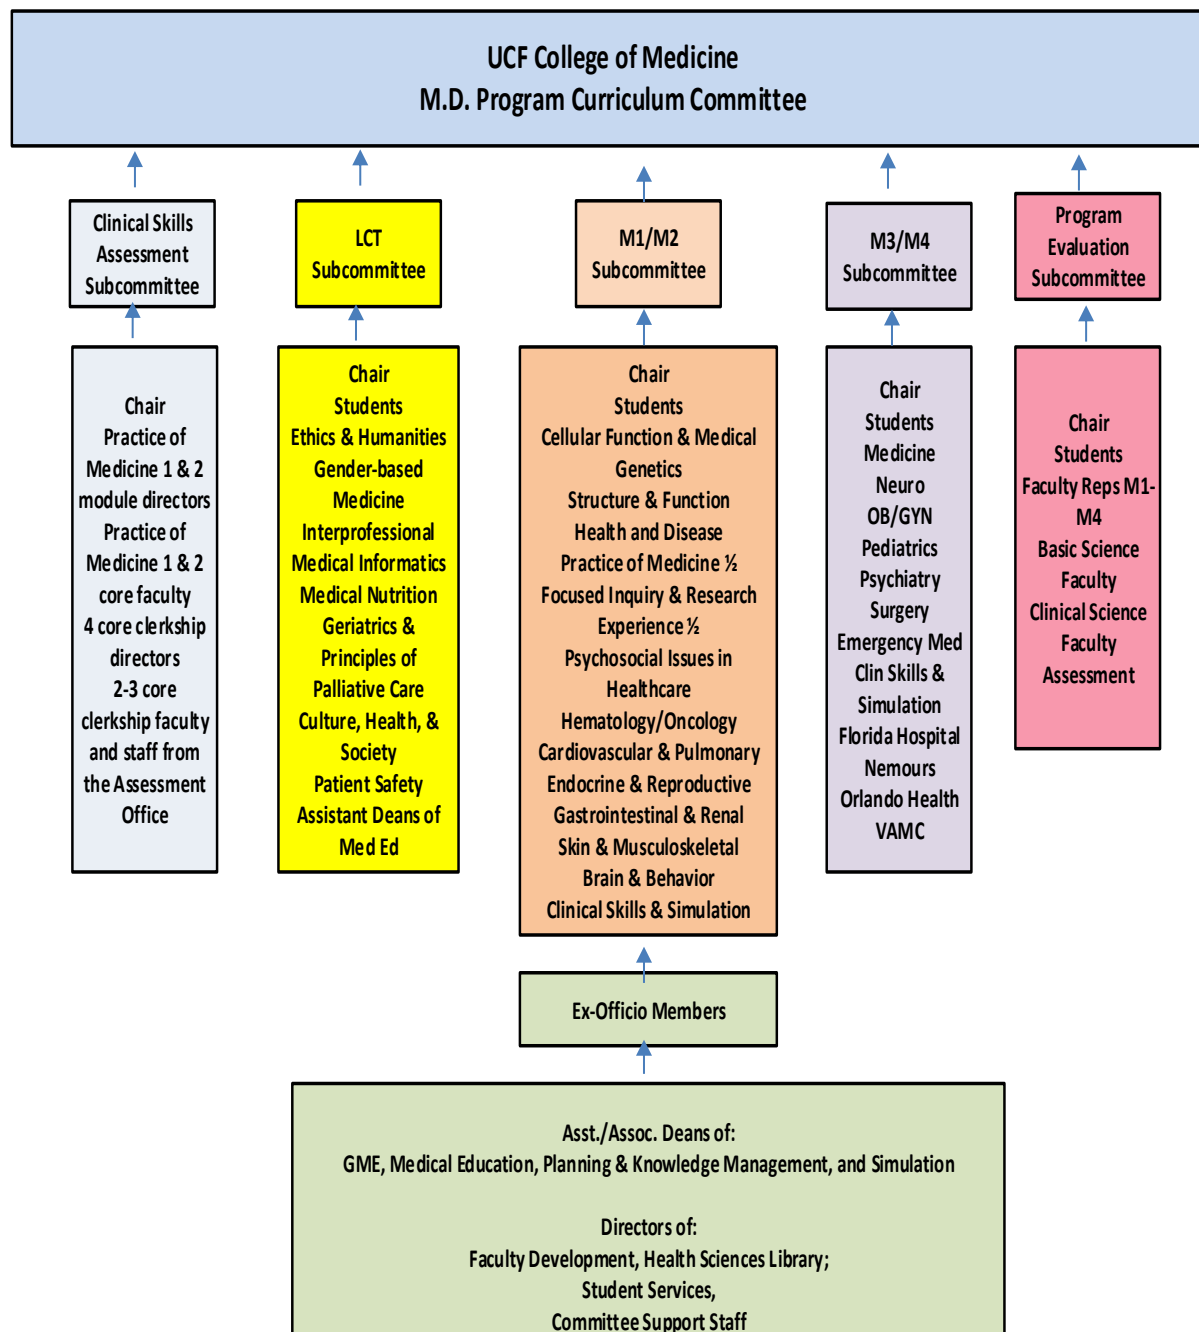 UCF College of Medicine
M.D. Program Curriculum Committee
Clinical Skills
Assessment
Subcommittee
LCT
Subcommittee
M1/M2
Subcommittee
M3/M4
Subcommittee
Program
Evaluation
Subcommittee
Chair
Practice of
Medicine 1 & 2
module directors
Practice of
Medicine 1 & 2
core faculty
4 core clerkship
directors
2-3 core
clerkship faculty
and staff from
the Assessment
Office
Chair
Students
Ethics & Humanities
Gender-based
Medicine
Interprofessional
Medical Informatics
Medical Nutrition
Geriatrics &
Principles of
Palliative Care
Culture, Health, &
Society
Patient Safety
Assistant Deans of
Med Ed
Chair
Students
Cellular Function & Medical
Genetics
Structure & Function
Health and Disease
Practice of Medicine ½
Focused Inquiry & Research
Experience ½
Psychosocial Issues in
Healthcare
Hematology/Oncology
Cardiovascular & Pulmonary
Endocrine & Reproductive
Gastrointestinal & Renal
Skin & Musculoskeletal
Brain & Behavior
Clinical Skills & Simulation
Chair
Students
Medicine
Neuro
OB/GYN
Pediatrics
Psychiatry
Surgery
Emergency Med
Clin Skills &
Simulation
Florida Hospital
Nemours
Orlando Health
VAMC
Chair
Students
Faculty Reps M1-
M4
Basic Science
Faculty
Clinical Science
Faculty
Assessment
Ex-Officio Members
Asst./Assoc. Deans of:
GME, Medical Education, Planning & Knowledge Management, and Simulation
Directors of:
Faculty Development, Health Sciences Library;
Student Services,
Committee Support Staff